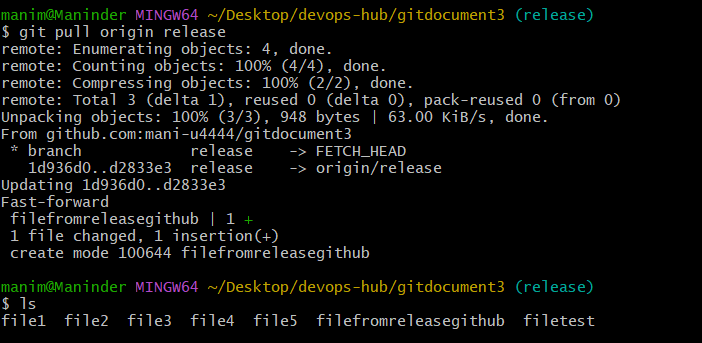 manim@Maninder MINGW64 ~/Desktop/devops-hub/gitdocument3 (release)
$ git pull origin release
remote: Enumerating objects: 4, done.
remote: Counting objects: 100% (4/4), done.
remote: Compressing objects: 100% (2/2), done.
remote: Total 3 (delta 1), reused 0 (delta 0), pack-reused 0 (from 0)
Unpacking objects: 100% (3/3), 948 bytes | 63.00 KiB/s, done.
From github.com:mani-u4444/gitdocument3
 * branch            release    -> FETCH_HEAD
   1d936d0..d2833e3  release    -> origin/release
Updating 1d936d0..d2833e3
Fast-forward
 filefromreleasegithub | 1 +
 1 file changed, 1 insertion(+)
 create mode 100644 filefromreleasegithub
manim@Maninder MINGW64 ~/Desktop/devops-hub/gitdocument3 (release)
$ ls
file1  file2  file3  file4  file5  filefromreleasegithub  filetest